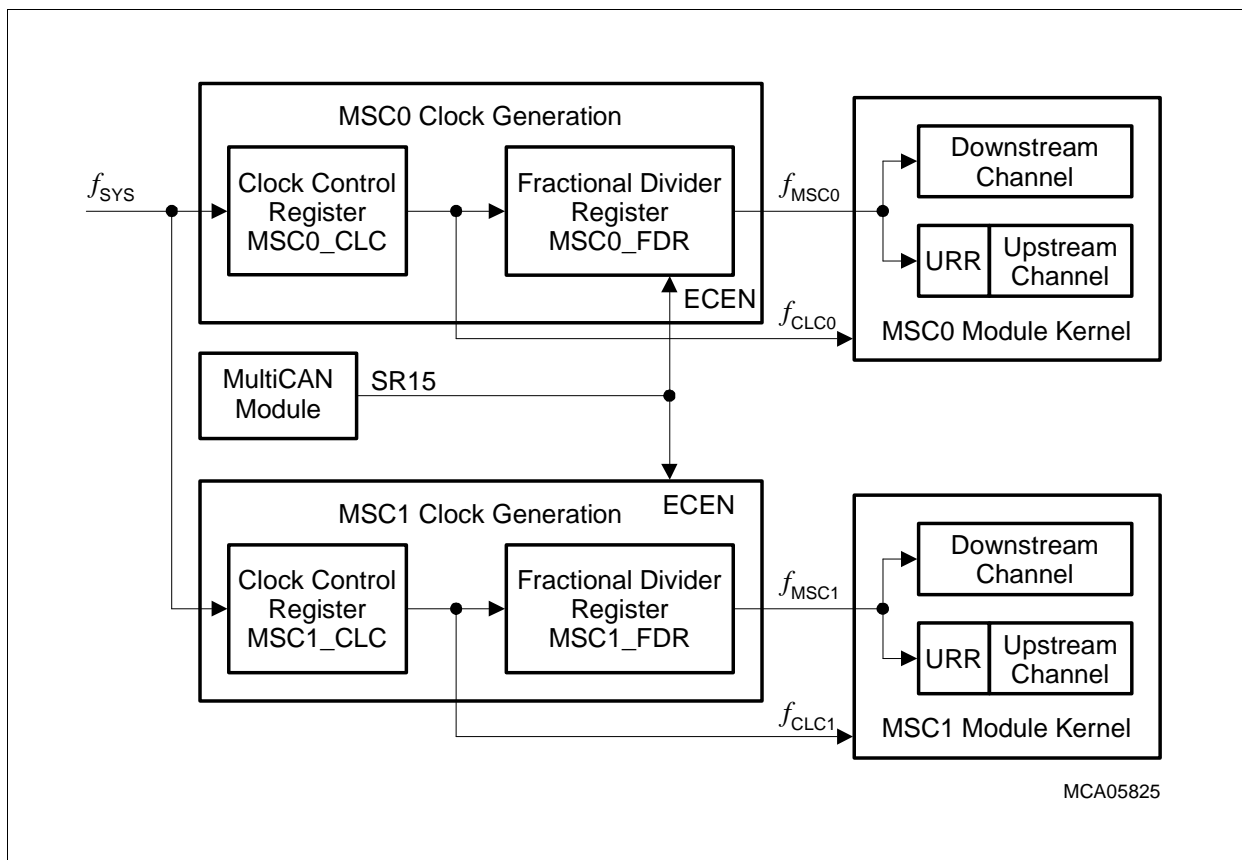 MSC0 Clock Generation
fSYS
Clock Control
Register
MSC0_CLC
Fractional Divider
Register
MSC0_FDR
ECEN
fMSC0
fCLC0
Downstream
Channel
URR
Upstream
Channel
MSC0 Module Kernel
MultiCAN
Module
SR15
MSC1 Clock Generation
ECEN
Clock Control
Register
MSC1_CLC
Fractional Divider
Register
MSC1_FDR
fMSC1
fCLC1
Downstream
Channel
URR
Upstream
Channel
MSC1 Module Kernel
MCA05825